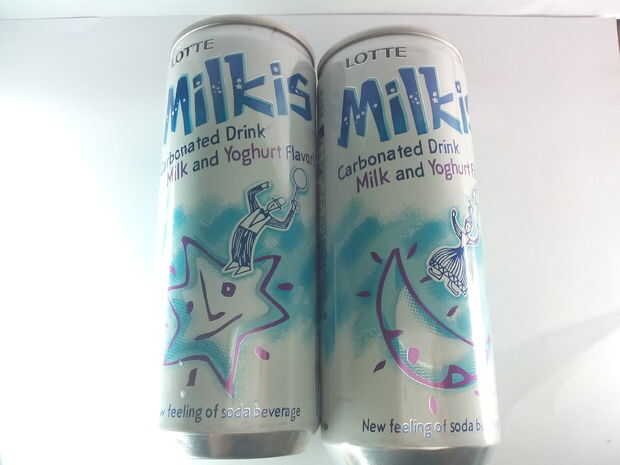 LOTTE
Milkis
Carbonated Drink
Milk and Yoghurt Flavor
feeling of soda beverage
LOTTE
Milkis
Carbonated Drink
Milk and Yoghurt
New feeling of soda